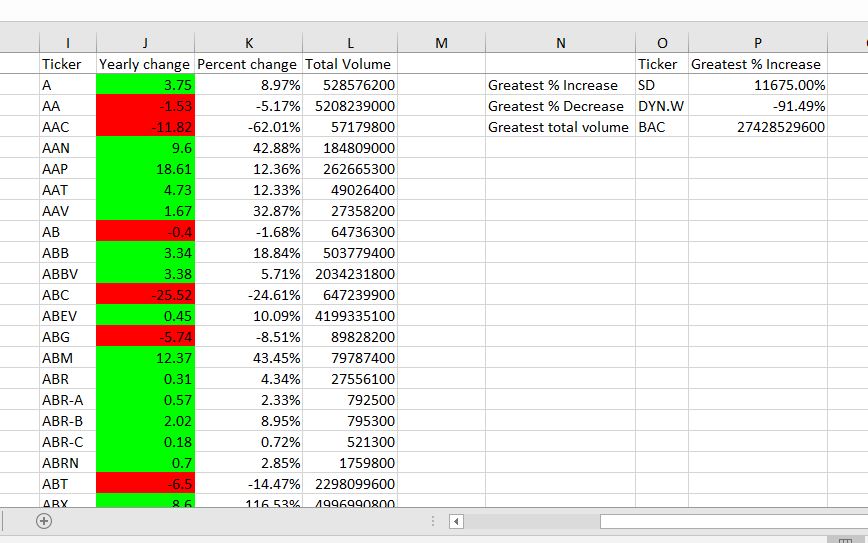 I J K L M N O P
Ticker Yearly change Percent change Total Volume Ticker Greatest % Increase
A 3.75 8.97% 528576200 Greatest % Increase SD 11675.00%
AA -1.53 -5.17% 5208239000 Greatest % Decrease DYN.W -91.49%
AAC -11.82 -62.01% 57179800 Greatest total volume BAC 27428529600
AAN 9.6 42.88% 184809000
AAP 18.61 12.36% 262665300
AAT 4.73 12.33% 49026400
AAV 1.67 32.87% 27358200
AB -0.4 -1.68% 64736300
ABB 3.34 18.84% 503779400
ABBV 3.38 5.71% 2034231800
ABC -25.52 -24.61% 647239900
ABEV 0.45 10.09% 4199335100
ABG -5.74 -8.51% 89828200
ABM 12.37 43.45% 79787400
ABR 0.31 4.34% 27556100
ABR-A 0.57 2.33% 792500
ABR-B 2.02 8.95% 795300
ABR-C 0.18 0.72% 521300
ABRN 0.7 2.85% 1759800
ABT -6.5 -14.47% 2298099600
ABX 8.6 116.53% 4996990800